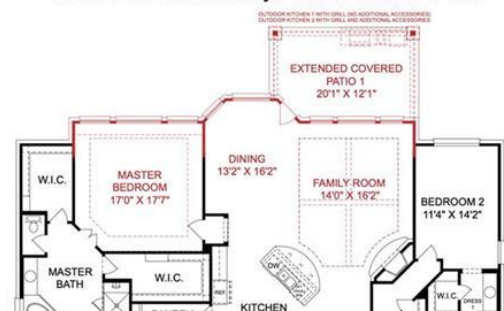 OUTDOOR KITCHEN 1 WITH GRILL (NO ADDITIONAL ACCESSORIES)
OUTDOOR KITCHEN 2 WITH GRILL AND ADDITIONAL ACCESSORIES
EXTENDED COVERED
PATIO 1
20'1" X 12'1"
DINING
13'2" X 16'2"
MASTER
BEDROOM
17'0" X 17'7"
FAMILY ROOM
14'0" X 16'2"
W.I.C.
BEDROOM 2
11'4" X 14'2"
MASTER
BATH
W.I.C.
DW
REF.
KITCHEN
W.I.C.
DRESS
1